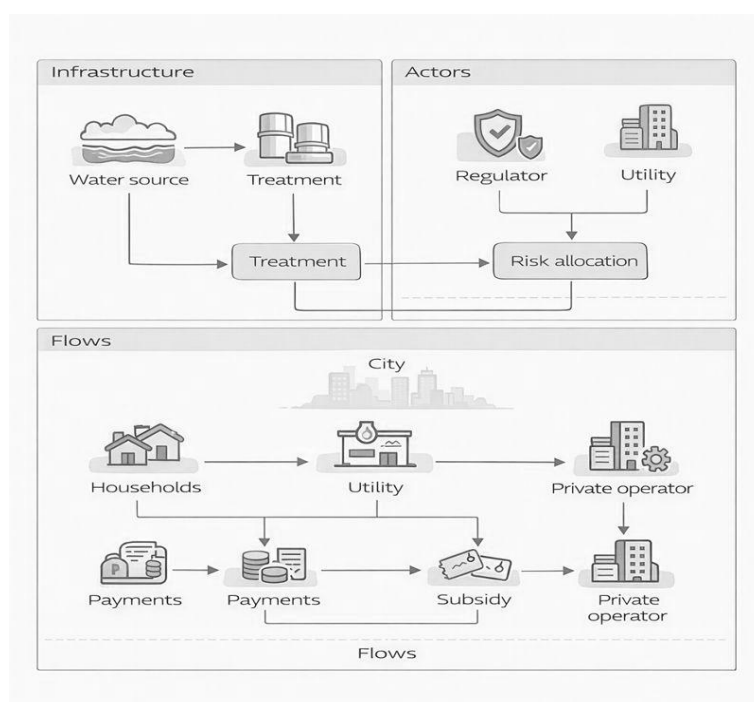 Infrastructure
Actors
Water source
Treatment
Regulator
Utility
Treatment
Risk allocation
Flows
City
Households
Utility
Private operator
P
Payments
Payments
Subsidy
Private
operator
Flows